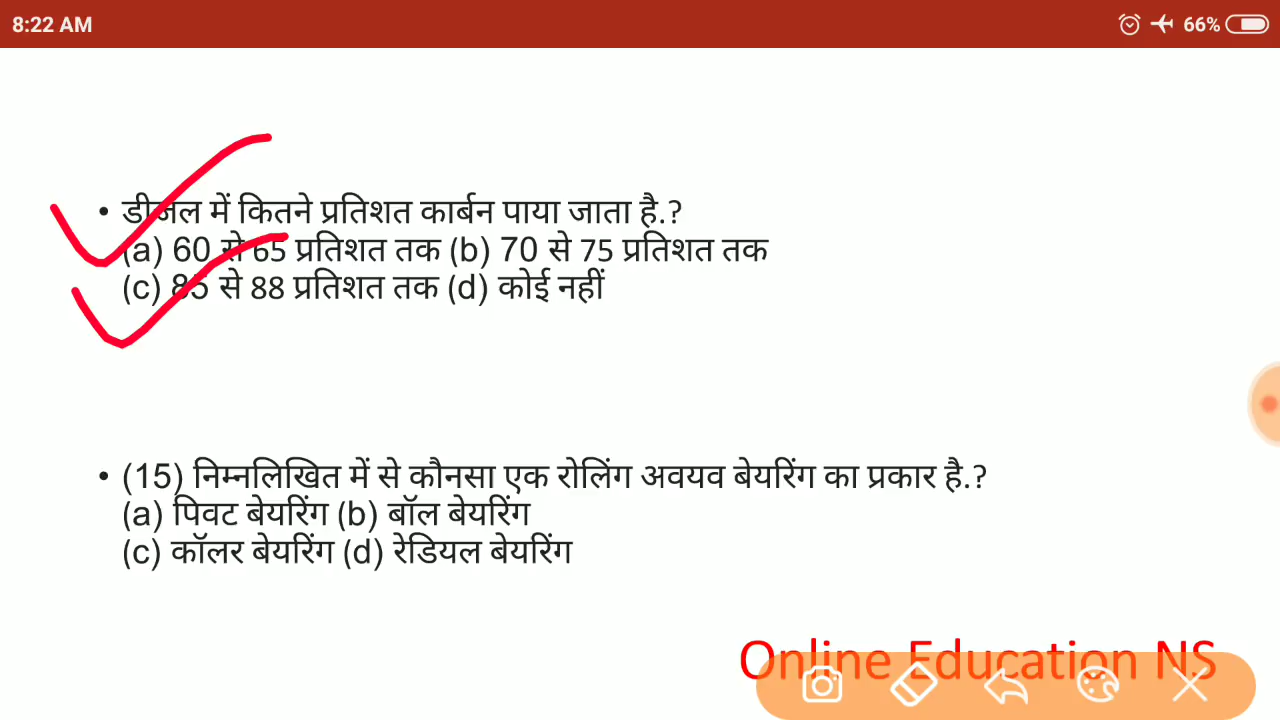 8:22 AM 66%
• डीजल में कितने प्रतिशत कार्बन पाया जाता है.?
(a) 60 से 65 प्रतिशत तक (b) 70 से 75 प्रतिशत तक
(c) 85 से 88 प्रतिशत तक (d) कोई नहीं
• (15) निम्नलिखित में से कौनसा एक रोलिंग अवयव बेयरिंग का प्रकार है.?
(a) पिवट बेयरिंग (b) बॉल बेयरिंग
(c) कॉलर बेयरिंग (d) रेडियल बेयरिंग
Online Education NS